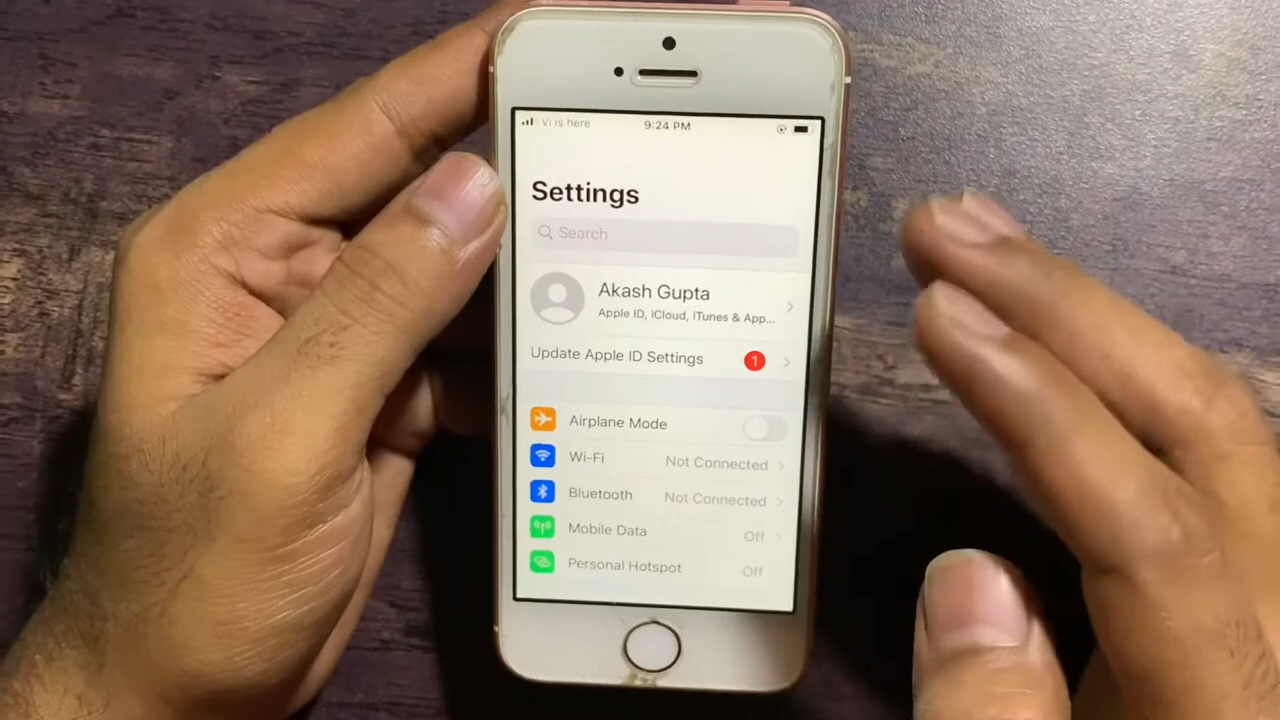 Vi is here
9:24 PM
Settings
Search
Akash Gupta
Apple ID, iCloud, iTunes & App...
Update Apple ID Settings
1
Airplane Mode
Wi-Fi
Not Connected
Bluetooth
Not Connected
Mobile Data
Off
Personal Hotspot
Off